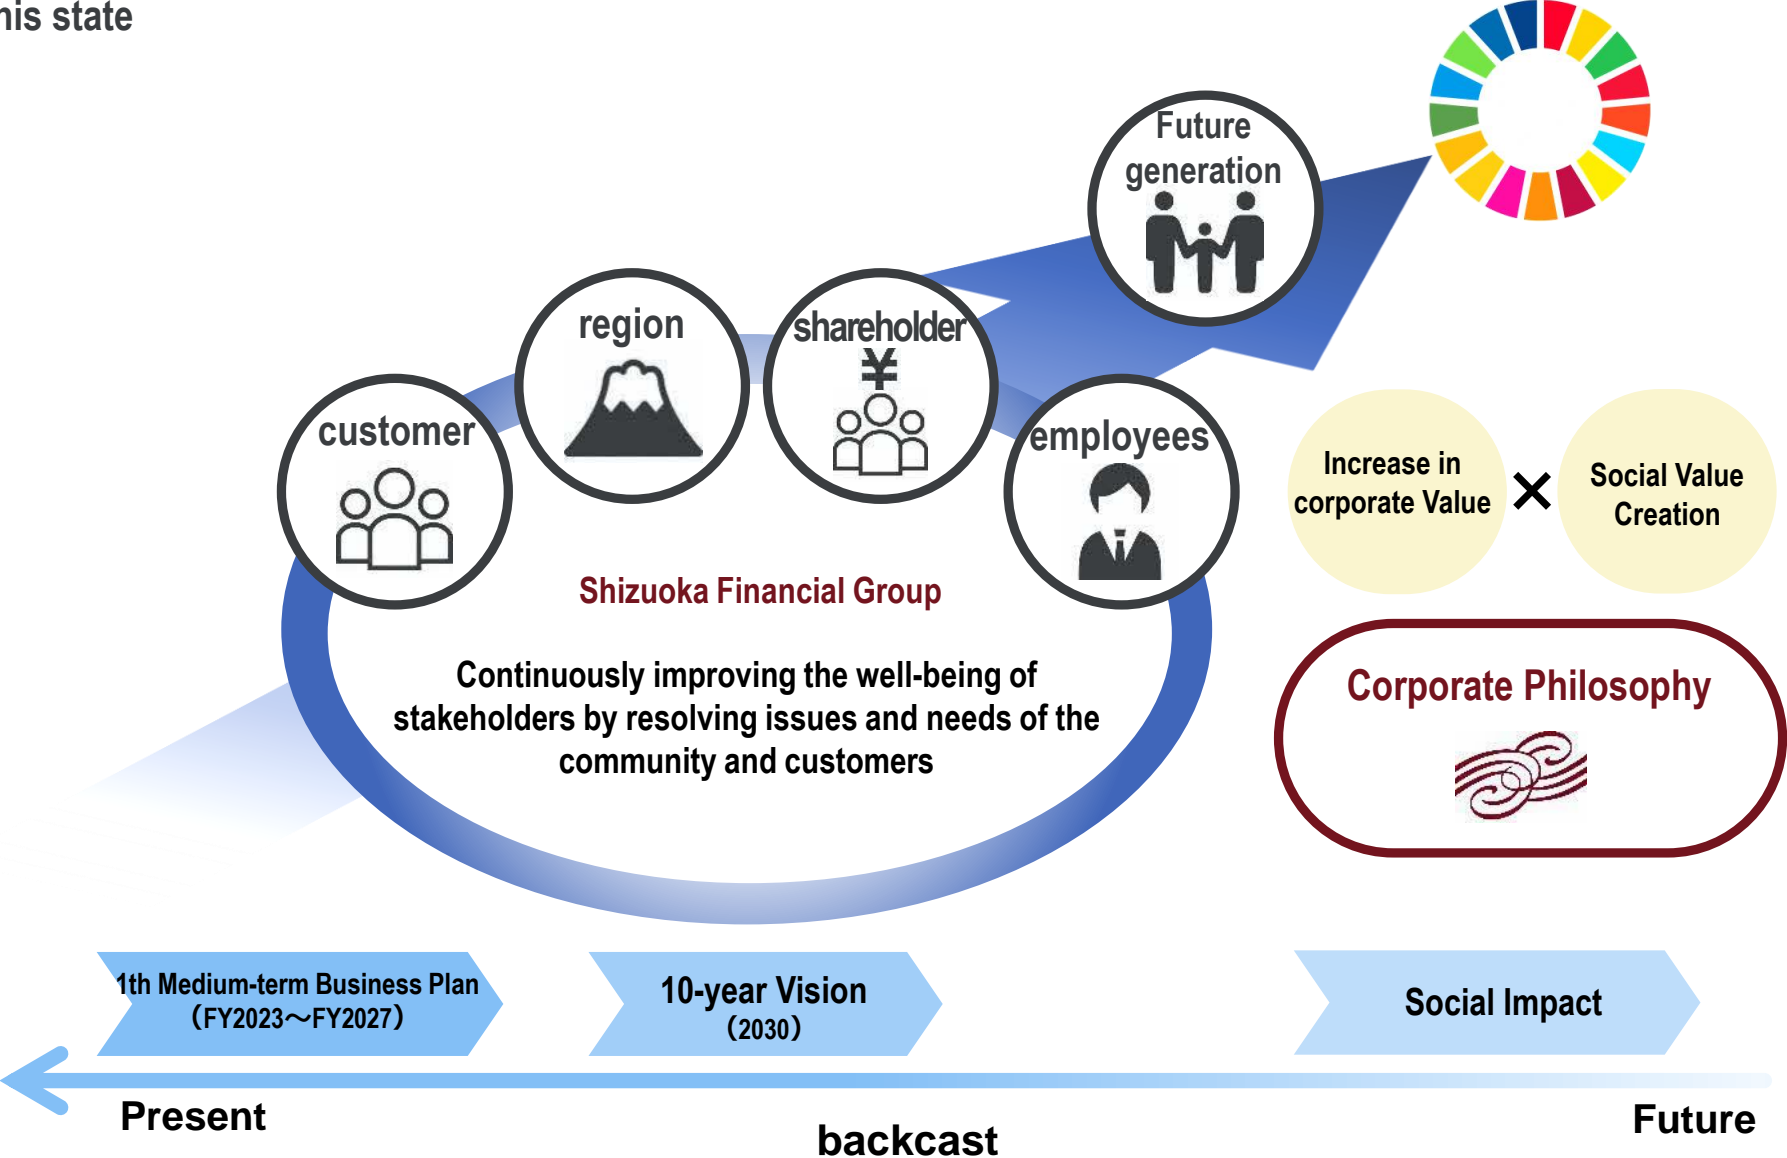 his state
Future
generation
region
shareholder
¥
customer
employees
Increase in
corporate Value
×
Social Value
Creation
Shizuoka Financial Group
Continuously improving the well-being of
stakeholders by resolving issues and needs of the
community and customers
Corporate Philosophy
1th Medium-term Business Plan
（FY2023～FY2027）
10-year Vision
（2030）
Social Impact
Present
backcast
Future